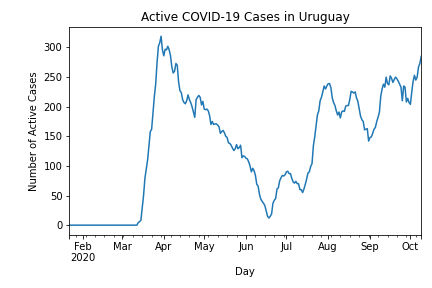 Active COVID-19 Cases in Uruguay
Number of Active Cases
300
250
200
150
100
50
0
Feb Mar Apr May Jun Jul Aug Sep Oct
2020
Day